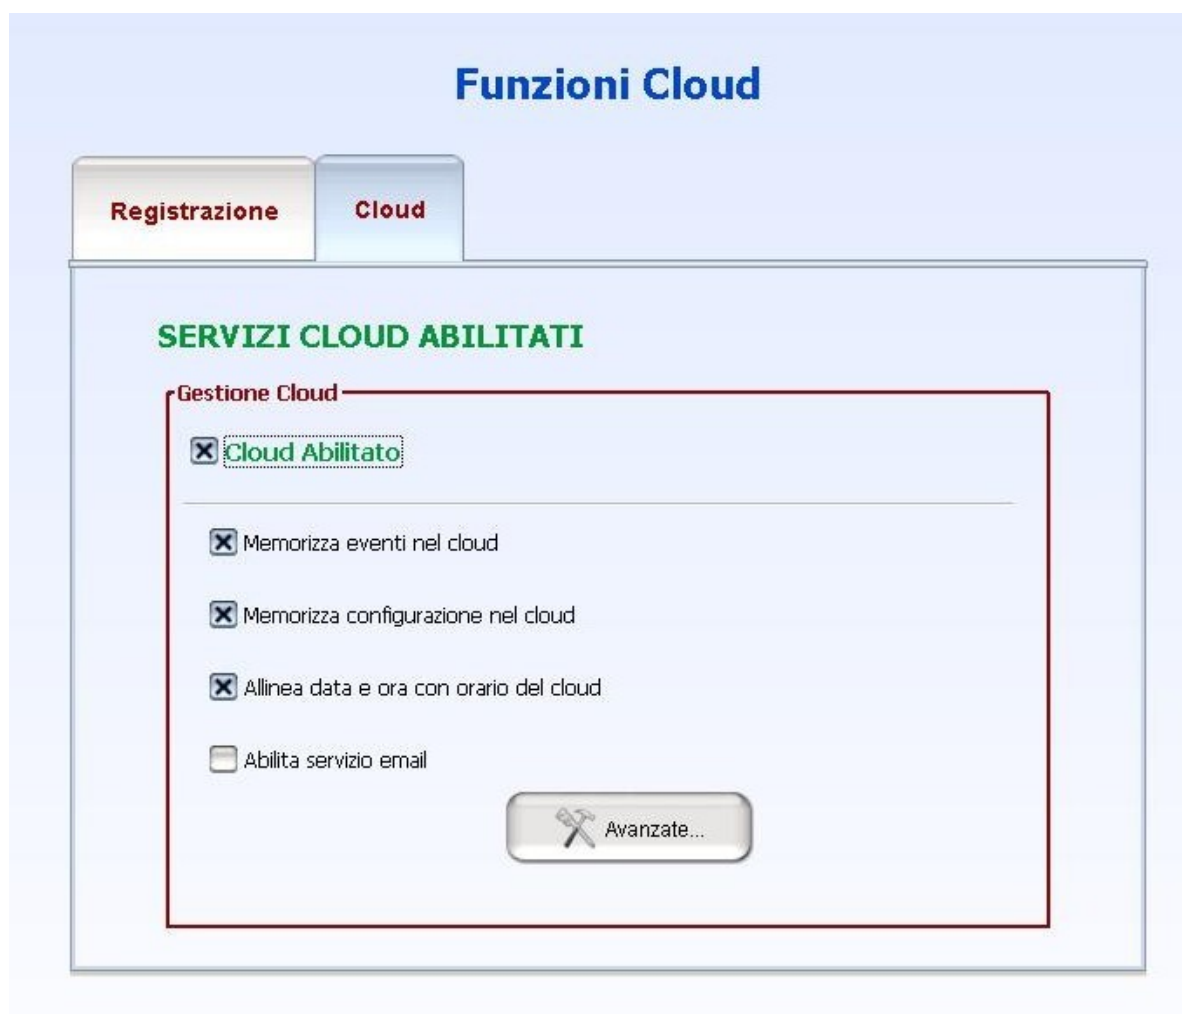 Funzioni Cloud
Registrazione
Cloud
SERVIZI CLOUD ABILITATI
Gestione Cloud
Cloud Abilitato
Memorizza eventi nel cloud
Memorizza configurazione nel cloud
Allinea data e ora con orario del cloud
Abilita servizio email
Avanzate...